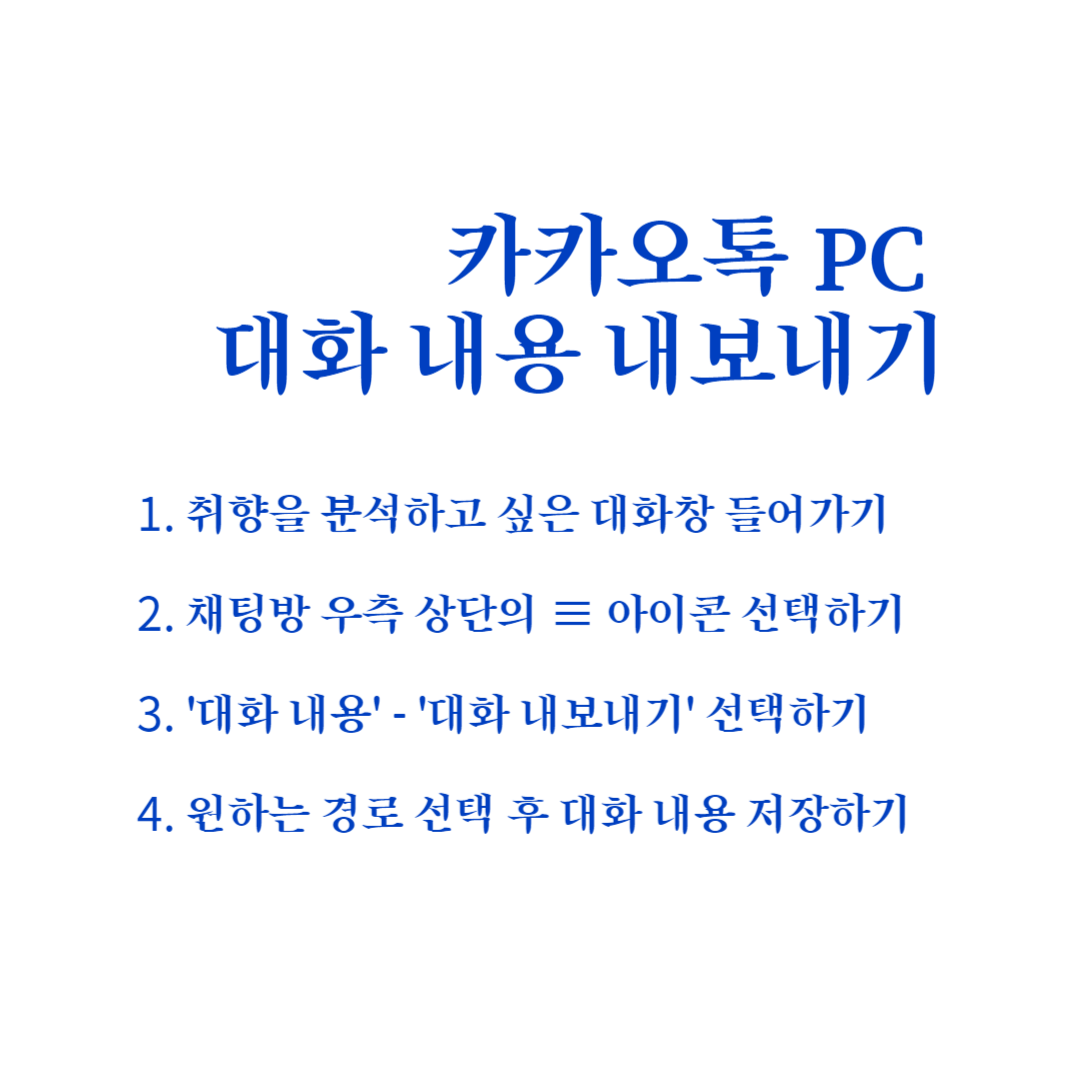 카카오톡 PC
대화 내용 내보내기
1. 취향을 분석하고 싶은 대화창 들어가기
2. 채팅방 우측 상단의 ☰ 아이콘 선택하기
3. '대화 내용' - '대화 내보내기' 선택하기
4. 원하는 경로 선택 후 대화 내용 저장하기